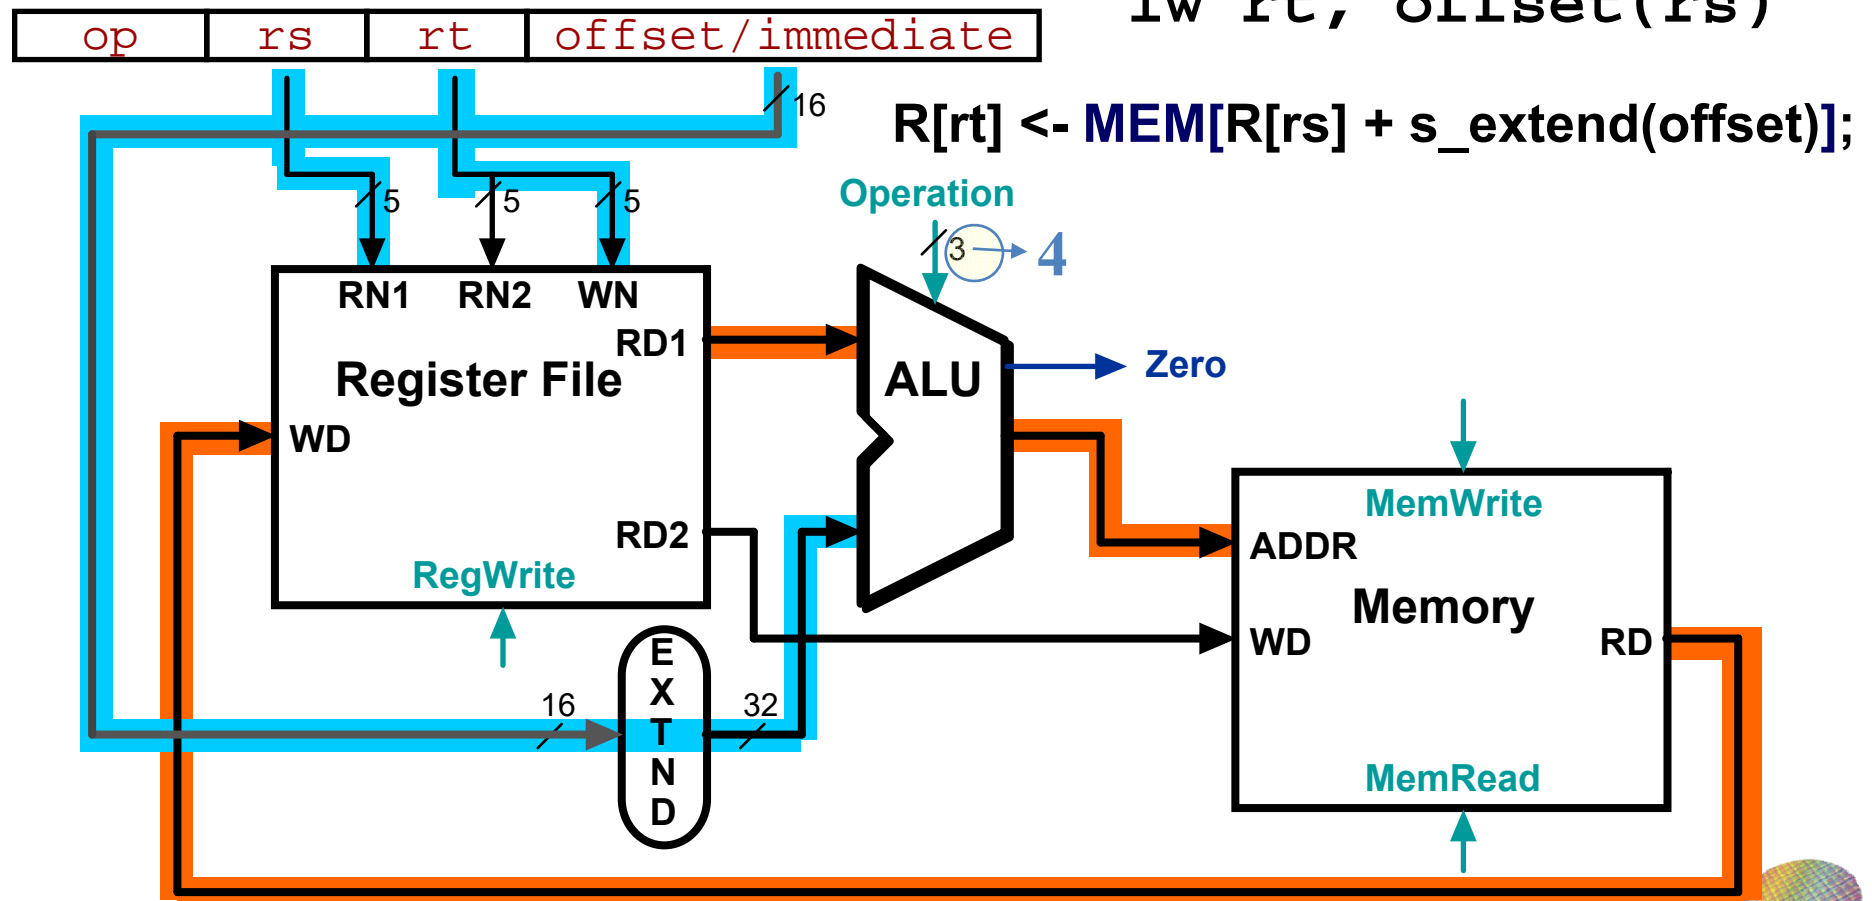 lw rt, offset(rs)
op rs rt offset/immediate
16
R[rt] <- MEM[R[rs] + s_extend(offset)];
5 5 5
Operation
3 4
RN1 RN2 WN
RD1
Register File
ALU
Zero
WD
MemWrite
RD2
ADDR
RegWrite
Memory
WD
RD
E
X
T
N
D
16
32
MemRead